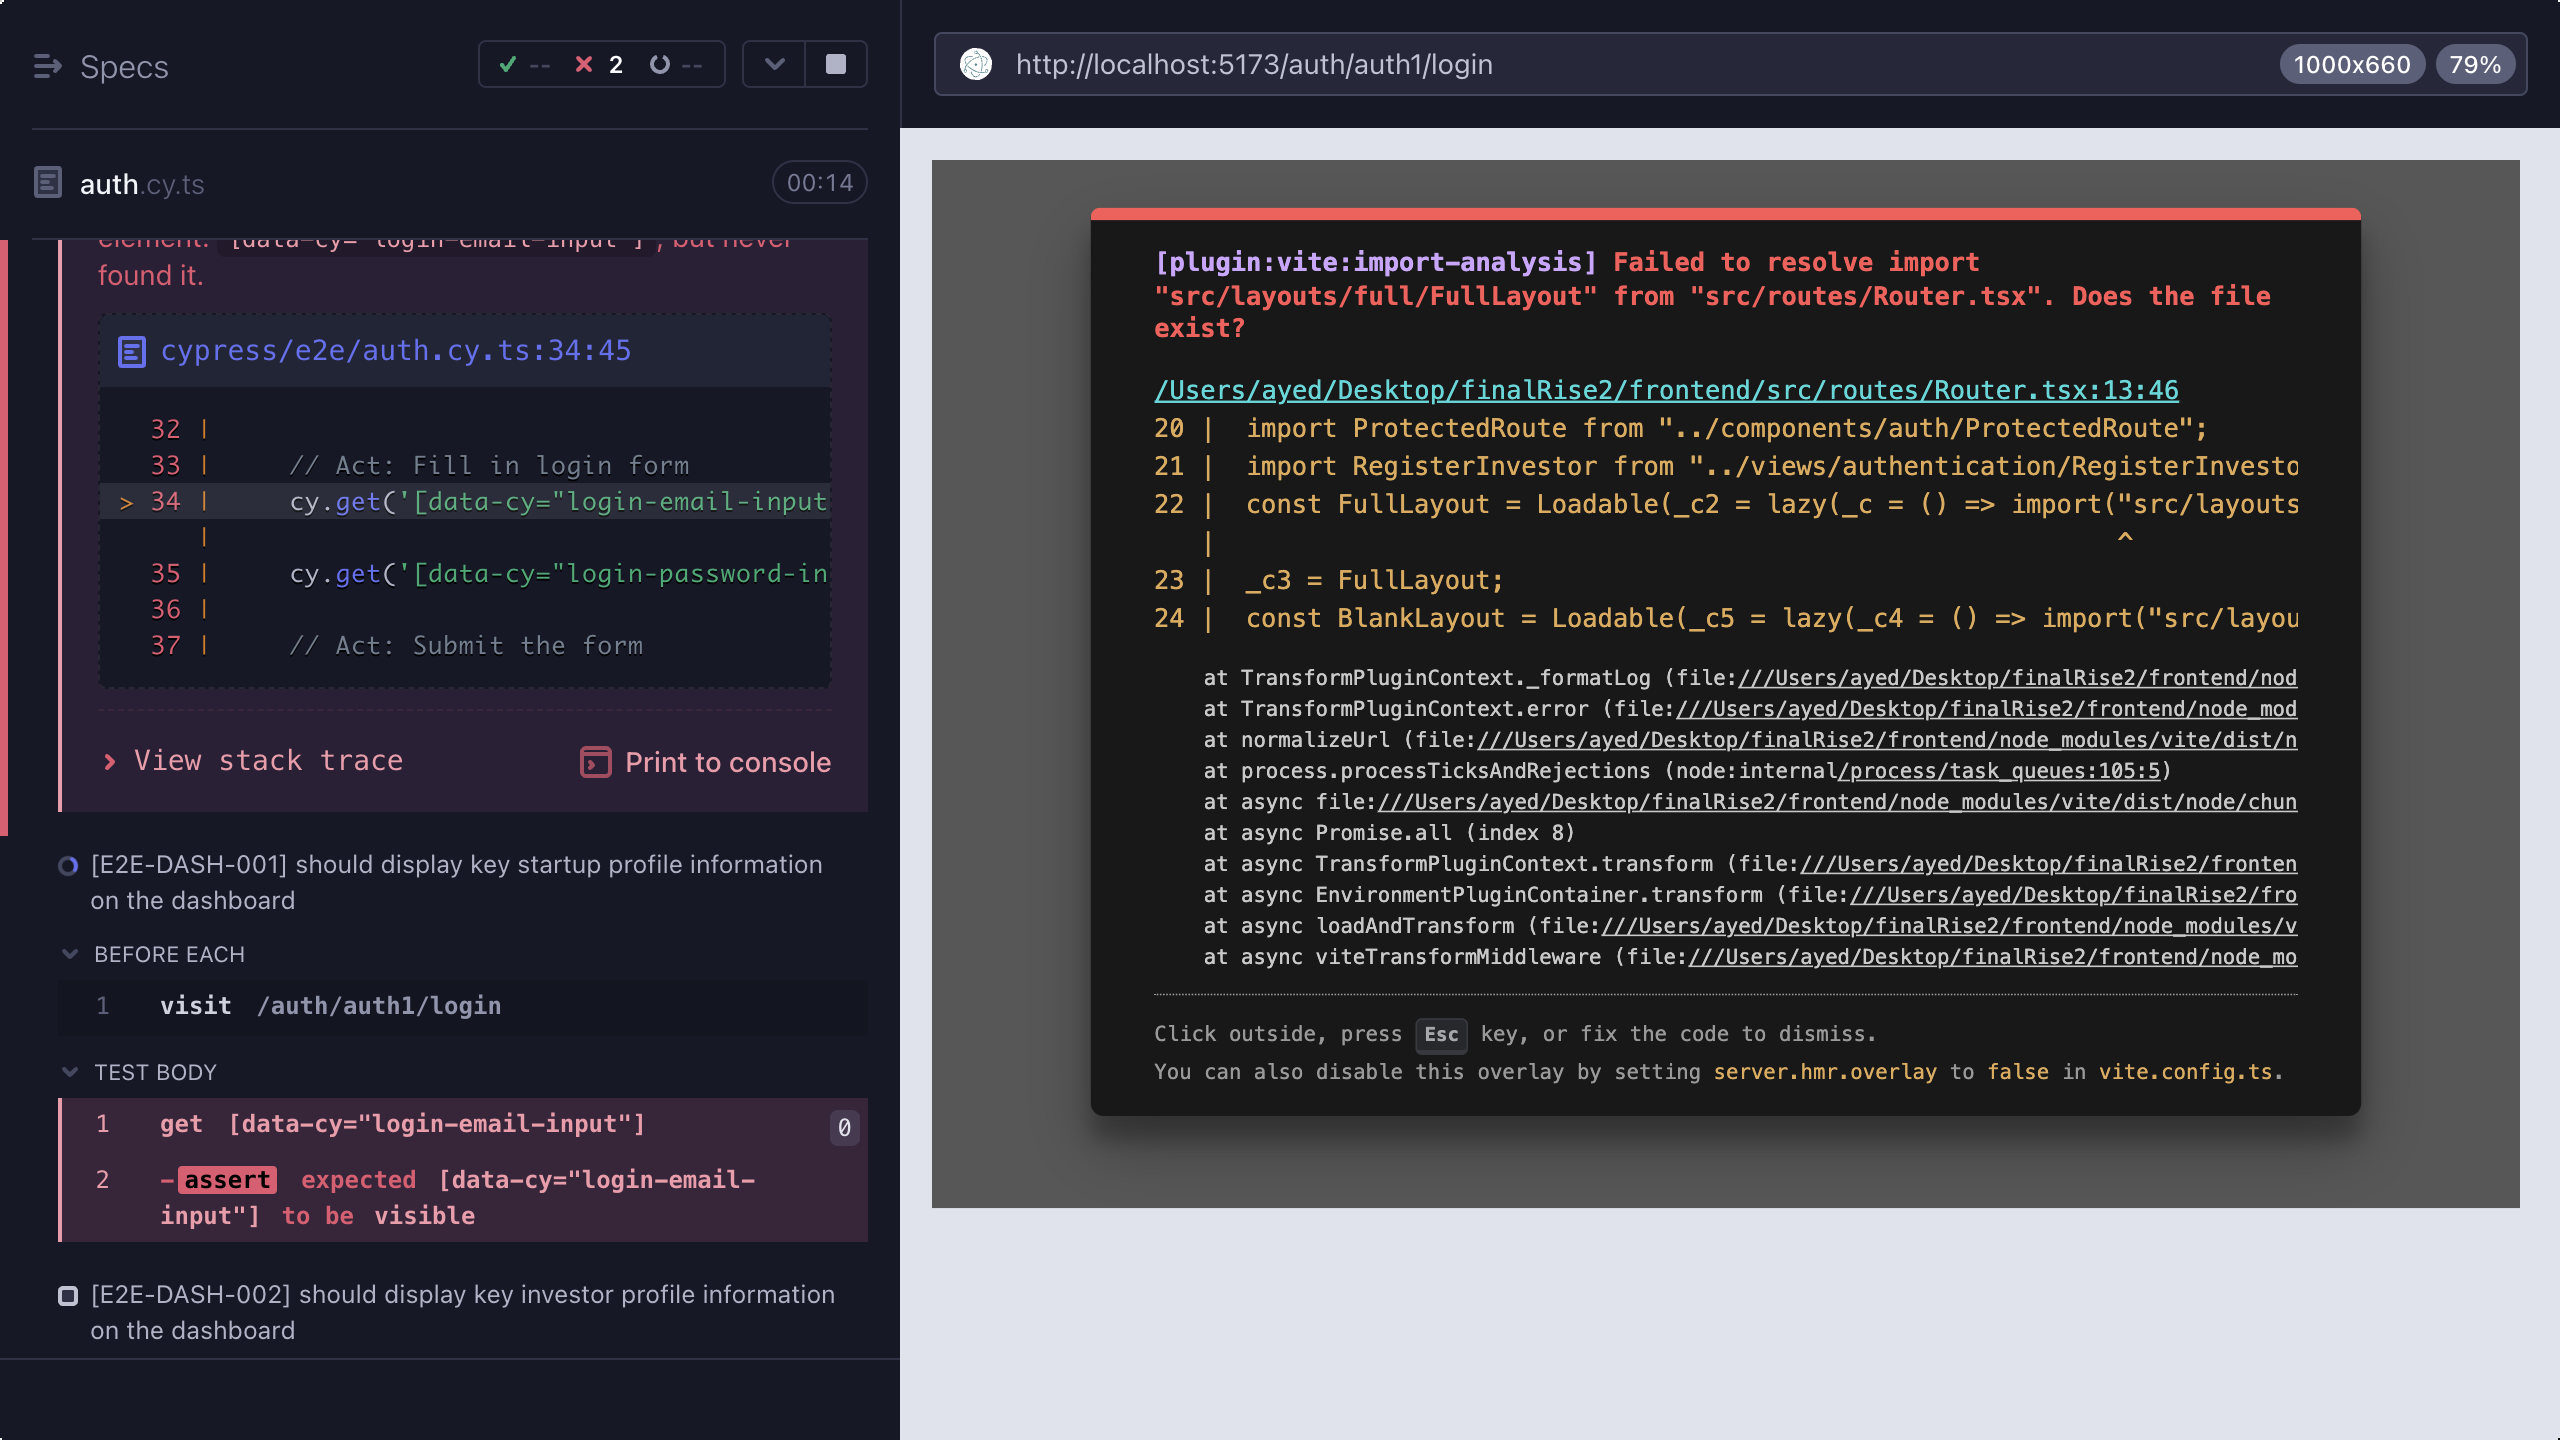 Specs
-- 2 --
auth.cy.ts
00:14
element: [data-cy="login-email-input"], but never
found it.
cypress/e2e/auth.cy.ts:34:45
32 |
33 | // Act: Fill in login form
> 34 | cy.get('[data-cy="login-email-input
|
35 | cy.get('[data-cy="login-password-in
36 |
37 | // Act: Submit the form
View stack trace
Print to console
[E2E-DASH-001] should display key startup profile information
on the dashboard
BEFORE EACH
1 visit /auth/auth1/login
TEST BODY
1 get [data-cy="login-email-input"] 0
2 -assert expected [data-cy="login-email-
input"] to be visible
[E2E-DASH-002] should display key investor profile information
on the dashboard
http://localhost:5173/auth/auth1/login
1000x660
79%
[plugin:vite:import-analysis] Failed to resolve import
"src/layouts/full/FullLayout" from "src/routes/Router.tsx". Does the file
exist?
/Users/ayed/Desktop/finalRise2/frontend/src/routes/Router.tsx:13:46
20 | import ProtectedRoute from "../components/auth/ProtectedRoute";
21 | import RegisterInvestor from "../views/authentication/RegisterInvesto
22 | const FullLayout = Loadable(_c2 = lazy(_c = () => import("src/layouts
| ^
23 | _c3 = FullLayout;
24 | const BlankLayout = Loadable(_c5 = lazy(_c4 = () => import("src/layou
at TransformPluginContext._formatLog (file:///Users/ayed/Desktop/finalRise2/frontend/nod
at TransformPluginContext.error (file:///Users/ayed/Desktop/finalRise2/frontend/node_mod
at normalizeUrl (file:///Users/ayed/Desktop/finalRise2/frontend/node_modules/vite/dist/n
at process.processTicksAndRejections (node:internal/process/task_queues:105:5)
at async file:///Users/ayed/Desktop/finalRise2/frontend/node_modules/vite/dist/node/chun
at async Promise.all (index 8)
at async TransformPluginContext.transform (file:///Users/ayed/Desktop/finalRise2/fronten
at async EnvironmentPluginContainer.transform (file:///Users/ayed/Desktop/finalRise2/fro
at async loadAndTransform (file:///Users/ayed/Desktop/finalRise2/frontend/node_modules/v
at async viteTransformMiddleware (file:///Users/ayed/Desktop/finalRise2/frontend/node_mo
Click outside, press Esc key, or fix the code to dismiss.
You can also disable this overlay by setting server.hmr.overlay to false in vite.config.ts.